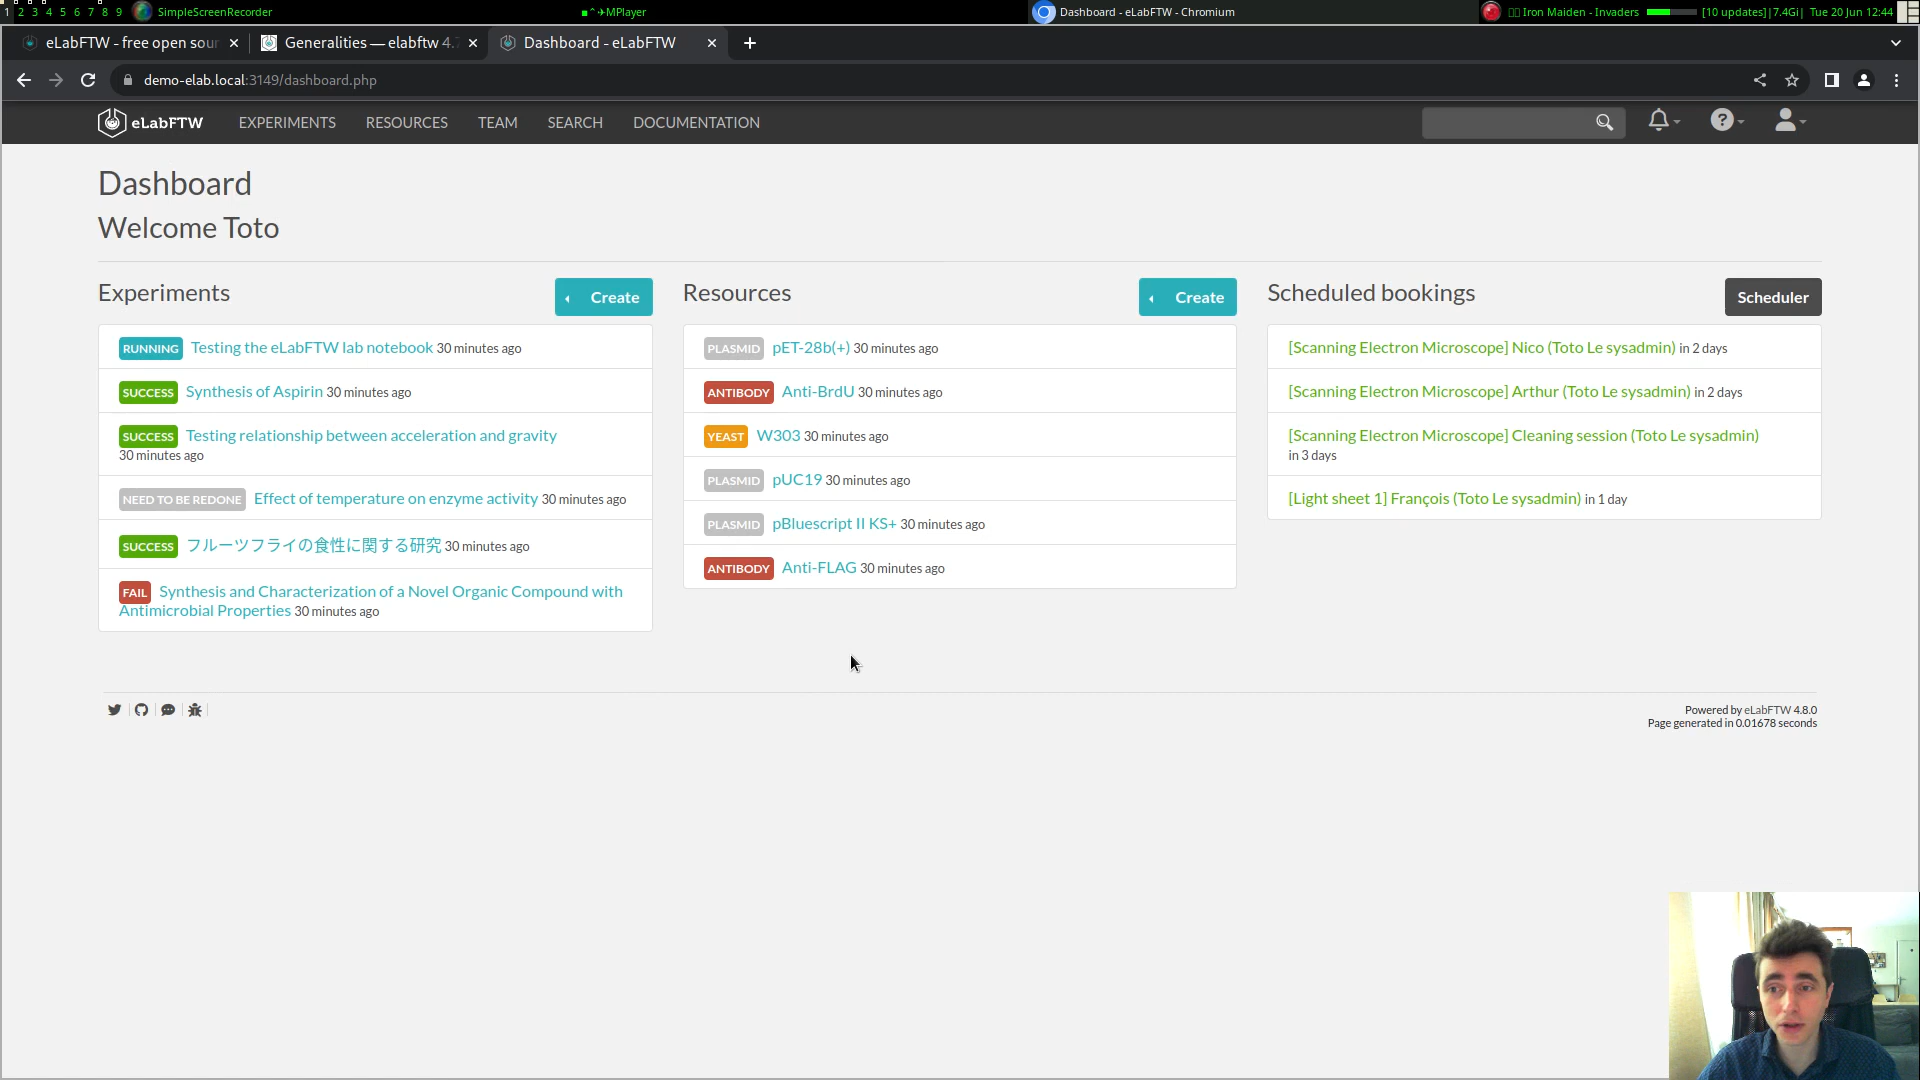 1 2 3 4 5 6 7 8 9 SimpleScreenRecorder MPlayer Dashboard - eLabFTW - Chromium Iron Maiden - Invaders [10 updates]|7.4Gi| Tue 20 Jun 12:44
eLabFTW - free open sour Generalities — elabftw 4. Dashboard - eLabFTW
demo-elab.local:3149/dashboard.php
eLabFTW EXPERIMENTS RESOURCES TEAM SEARCH DOCUMENTATION
Dashboard
Welcome Toto
Experiments
Create
RUNNING Testing the eLabFTW lab notebook 30 minutes ago
SUCCESS Synthesis of Aspirin 30 minutes ago
SUCCESS Testing relationship between acceleration and gravity
30 minutes ago
NEED TO BE REDONE Effect of temperature on enzyme activity 30 minutes ago
SUCCESS フルーツフライの食性に関する研究 30 minutes ago
FAIL Synthesis and Characterization of a Novel Organic Compound with
Antimicrobial Properties 30 minutes ago
Resources
Create
PLASMID pET-28b(+) 30 minutes ago
ANTIBODY Anti-BrdU 30 minutes ago
YEAST W303 30 minutes ago
PLASMID pUC19 30 minutes ago
PLASMID pBluescript II KS+ 30 minutes ago
ANTIBODY Anti-FLAG 30 minutes ago
Scheduled bookings
Scheduler
[Scanning Electron Microscope] Nico (Toto Le sysadmin) in 2 days
[Scanning Electron Microscope] Arthur (Toto Le sysadmin) in 2 days
[Scanning Electron Microscope] Cleaning session (Toto Le sysadmin)
in 3 days
[Light sheet 1] François (Toto Le sysadmin) in 1 day
Powered by eLabFTW 4.8.0
Page generated in 0.01678 seconds